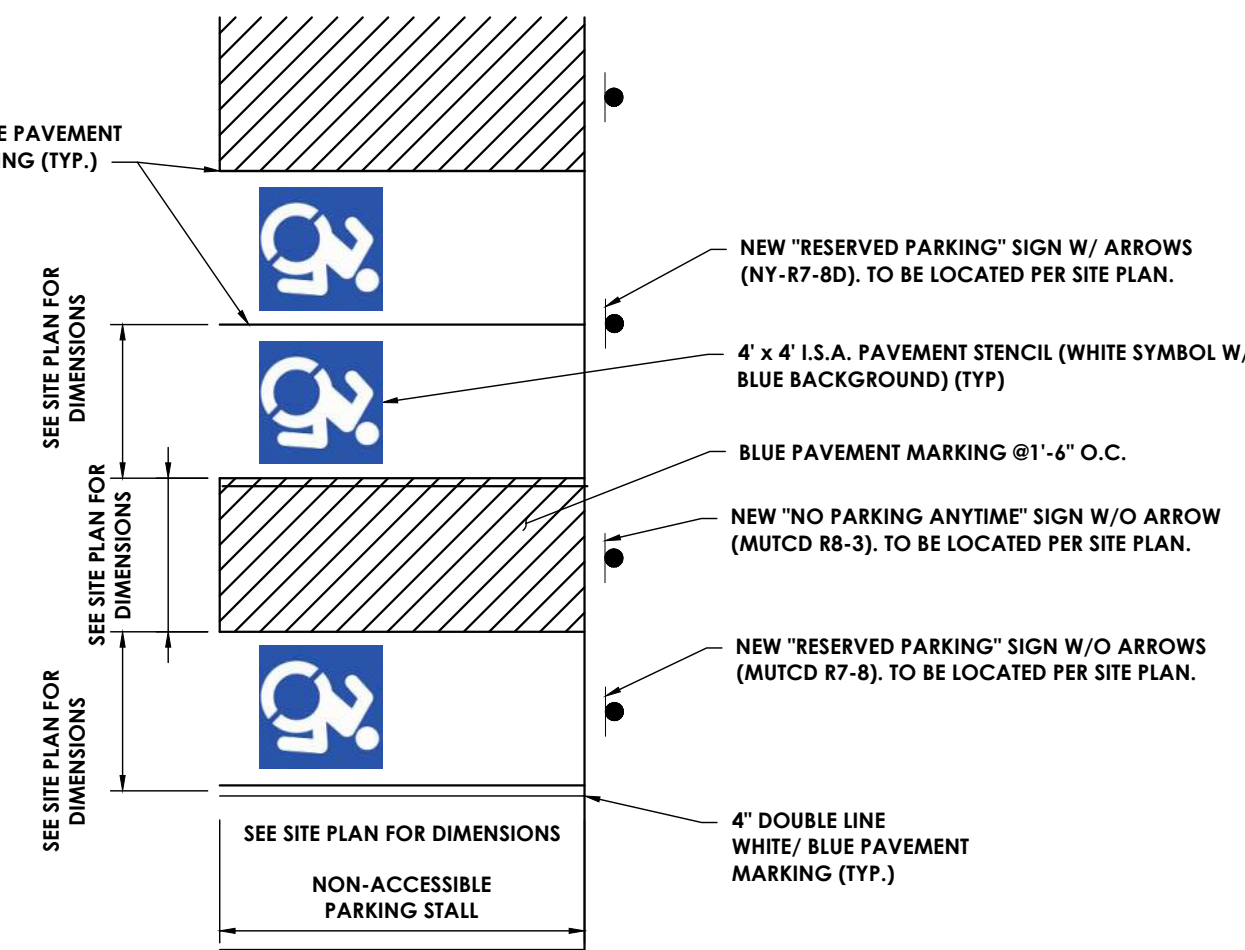 E PAVEMENT
ING (TYP.)
NEW "RESERVED PARKING" SIGN W/ ARROWS
(NY-R7-8D). TO BE LOCATED PER SITE PLAN.
SEE SITE PLAN FOR
DIMENSIONS
4' x 4' I.S.A. PAVEMENT STENCIL (WHITE SYMBOL W/
BLUE BACKGROUND) (TYP)
BLUE PAVEMENT MARKING @1'-6" O.C.
SEE SITE PLAN FOR
DIMENSIONS
NEW "NO PARKING ANYTIME" SIGN W/O ARROW
(MUTCD R8-3). TO BE LOCATED PER SITE PLAN.
NEW "RESERVED PARKING" SIGN W/O ARROWS
(MUTCD R7-8). TO BE LOCATED PER SITE PLAN.
SEE SITE PLAN FOR
DIMENSIONS
4" DOUBLE LINE
WHITE/ BLUE PAVEMENT
MARKING (TYP.)
SEE SITE PLAN FOR DIMENSIONS
NON-ACCESSIBLE
PARKING STALL